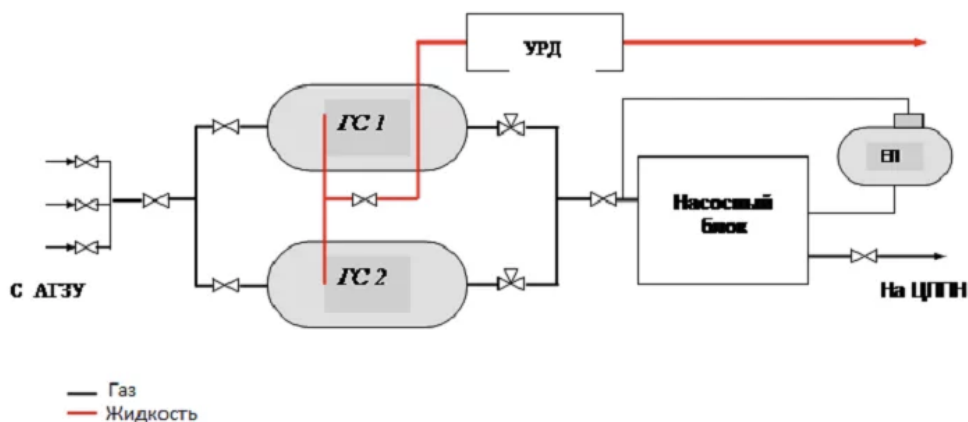 УРД
ГС 1
ЕП
Насосный
блок
ГС 2
С АГЗУ
На ЦППН
Газ
Жидкость